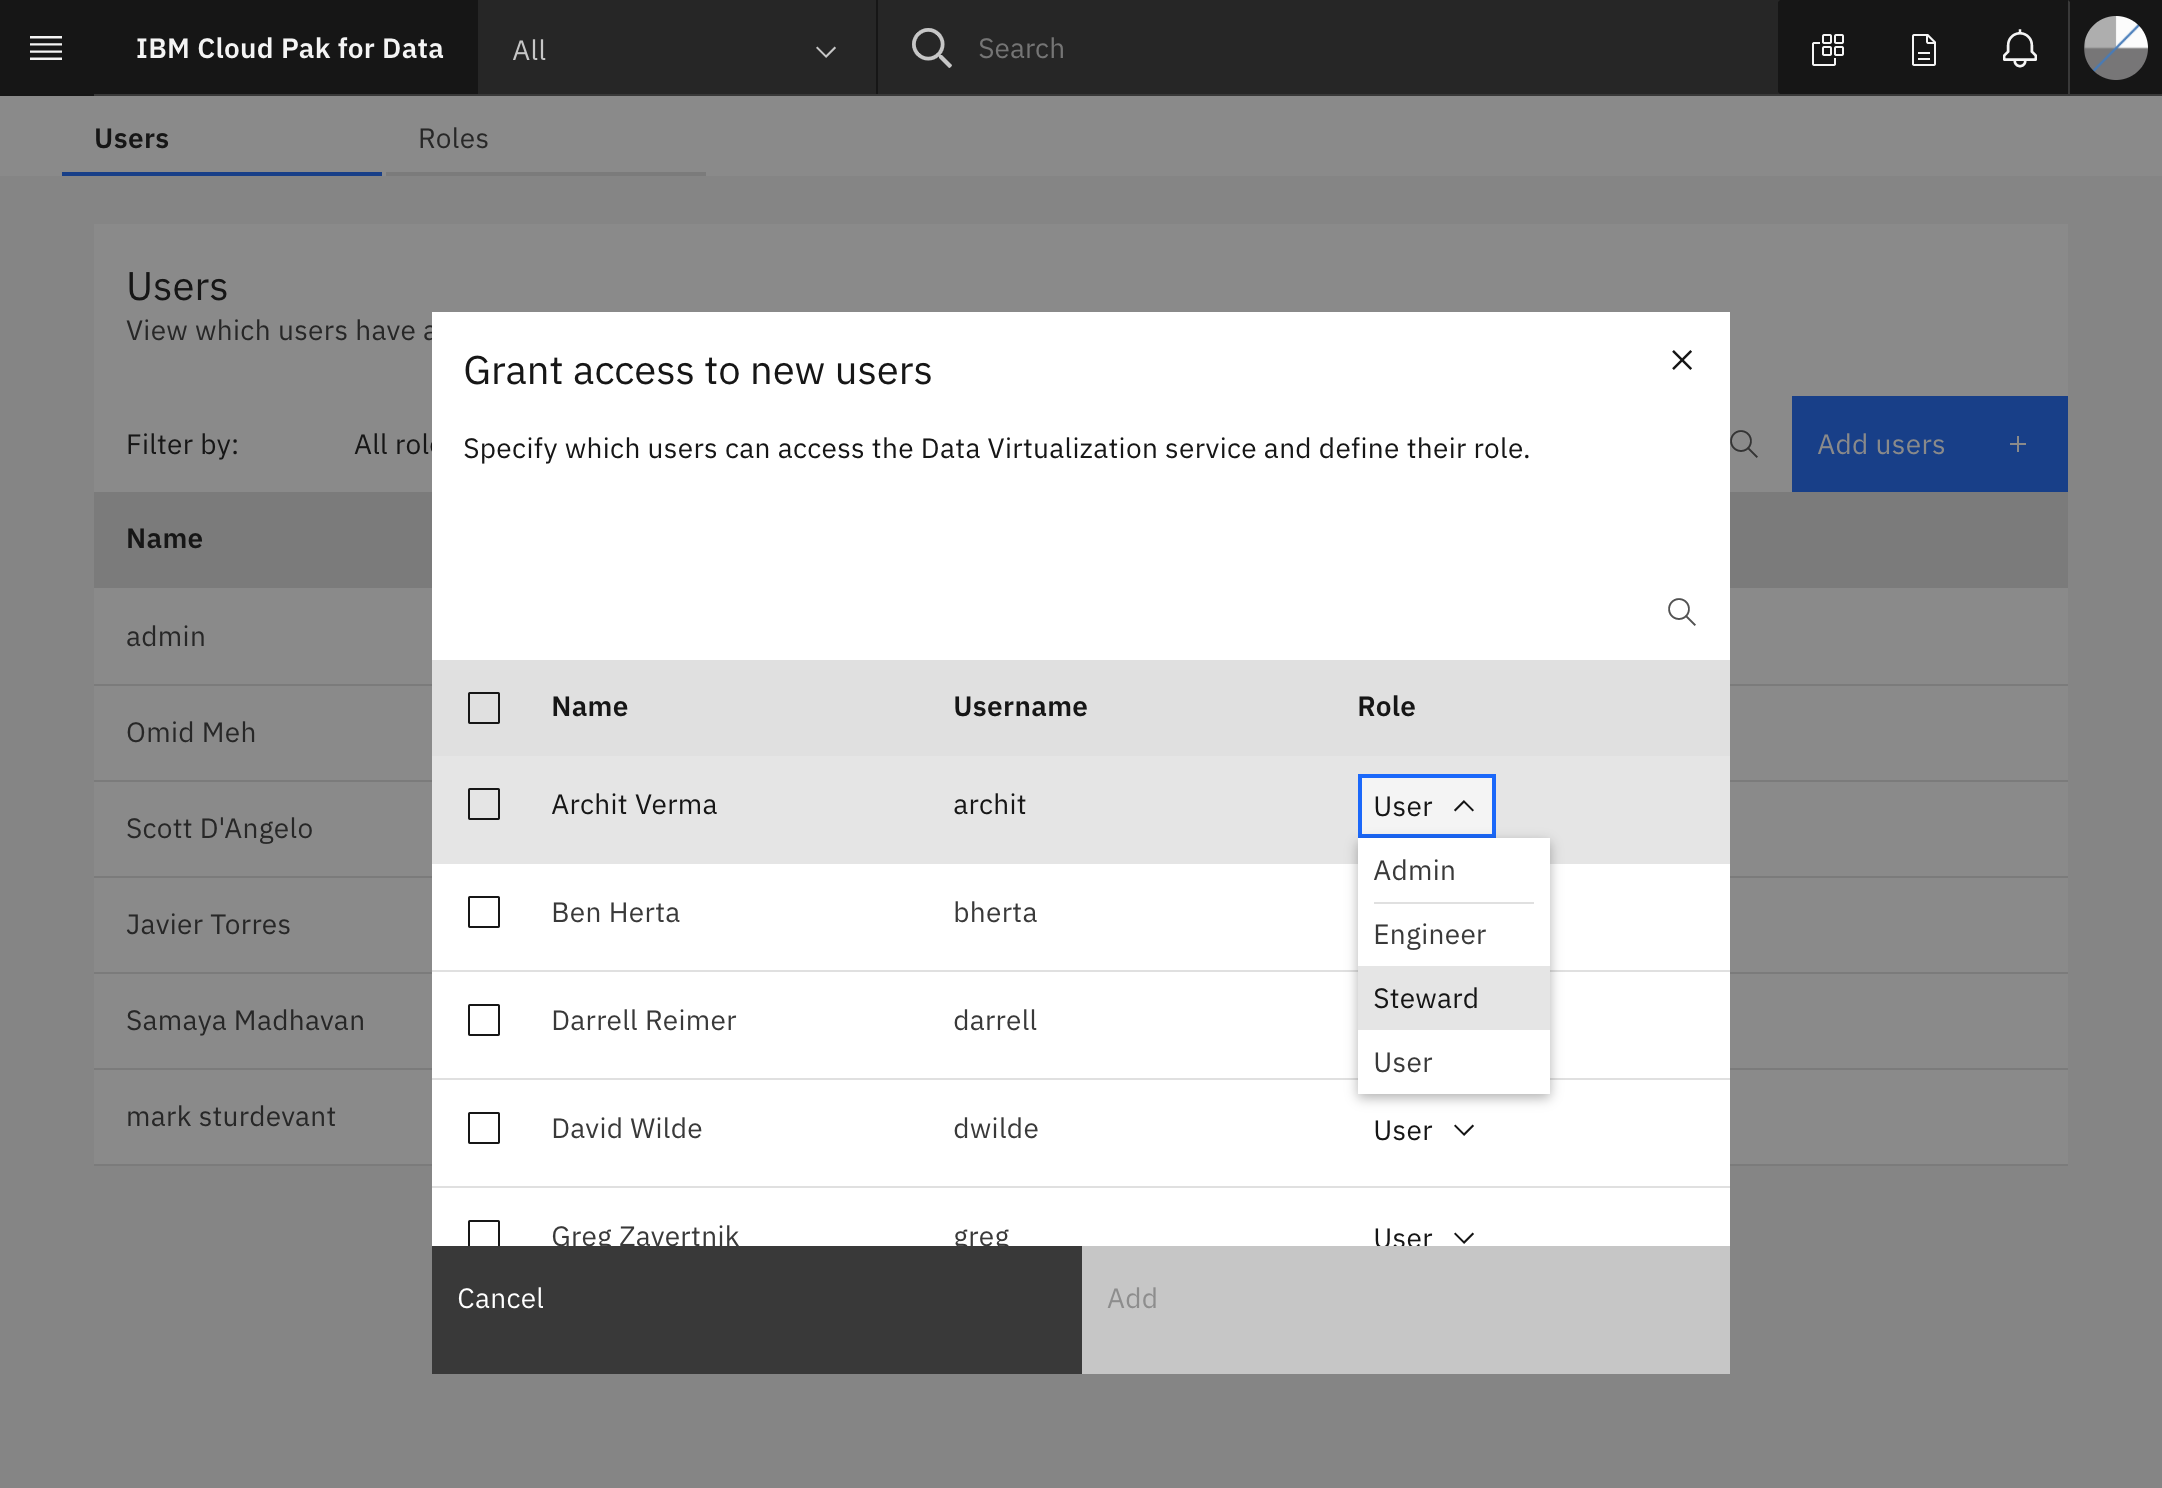 IBM Cloud Pak for Data
All
Search
Users
Roles
Users
View which users have a
Filter by:
All role
Add users
Name
admin
Omid Meh
Scott D'Angelo
Javier Torres
Samaya Madhavan
mark sturdevant
Grant access to new users
Specify which users can access the Data Virtualization service and define their role.
Name Username Role
Archit Verma archit User
Admin
Engineer
Steward
User
Ben Herta bherta
Darrell Reimer darrell
David Wilde dwilde User
Greg Zavertnik greg User
Cancel
Add